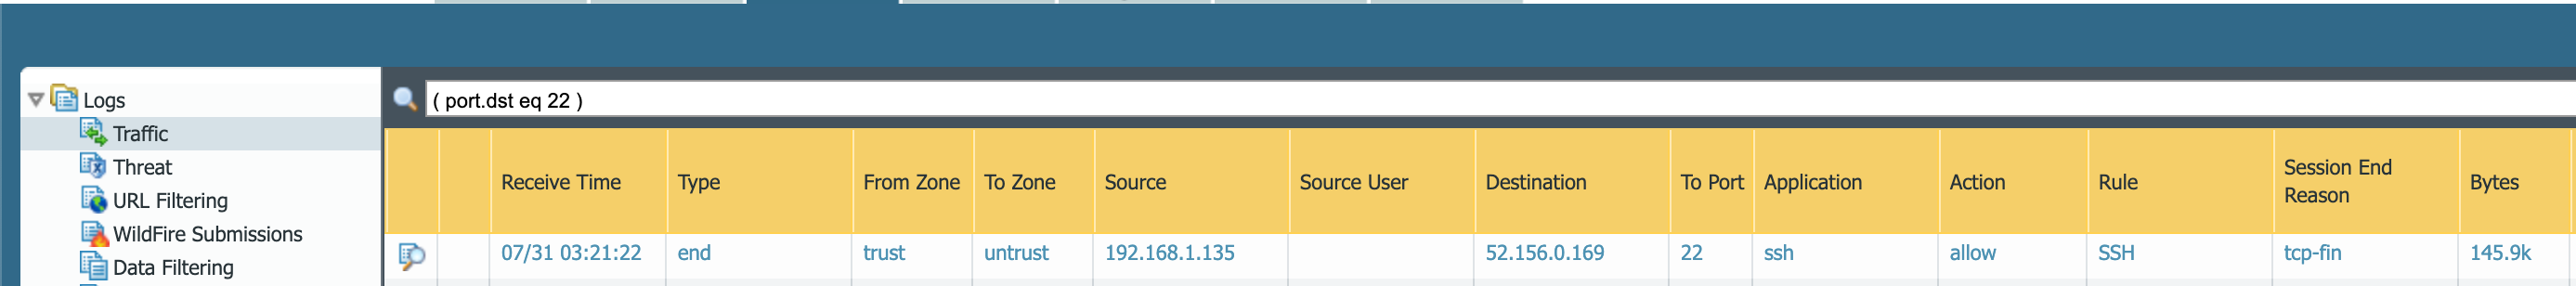 Logs
Traffic
Threat
URL Filtering
WildFire Submissions
Data Filtering
( port.dst eq 22 )
Receive Time Type From Zone To Zone Source Source User Destination To Port Application Action Rule Session End Reason Bytes
07/31 03:21:22 end trust untrust 192.168.1.135 52.156.0.169 22 ssh allow SSH tcp-fin 145.9k